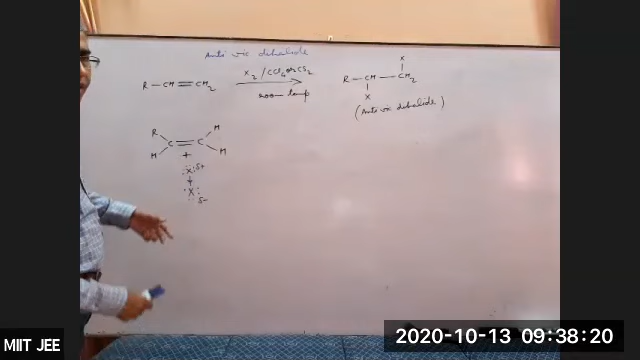 Anti vic dihalide
R — CH = CH2 X2 / CCl4 or CS2 room temp R — CH — CH2
X
X
(Anti vic dihalide)
R H
C = C
H H
+
:X: δ+
:X: δ-
MIIT JEE
2020-10-13 09:38:20